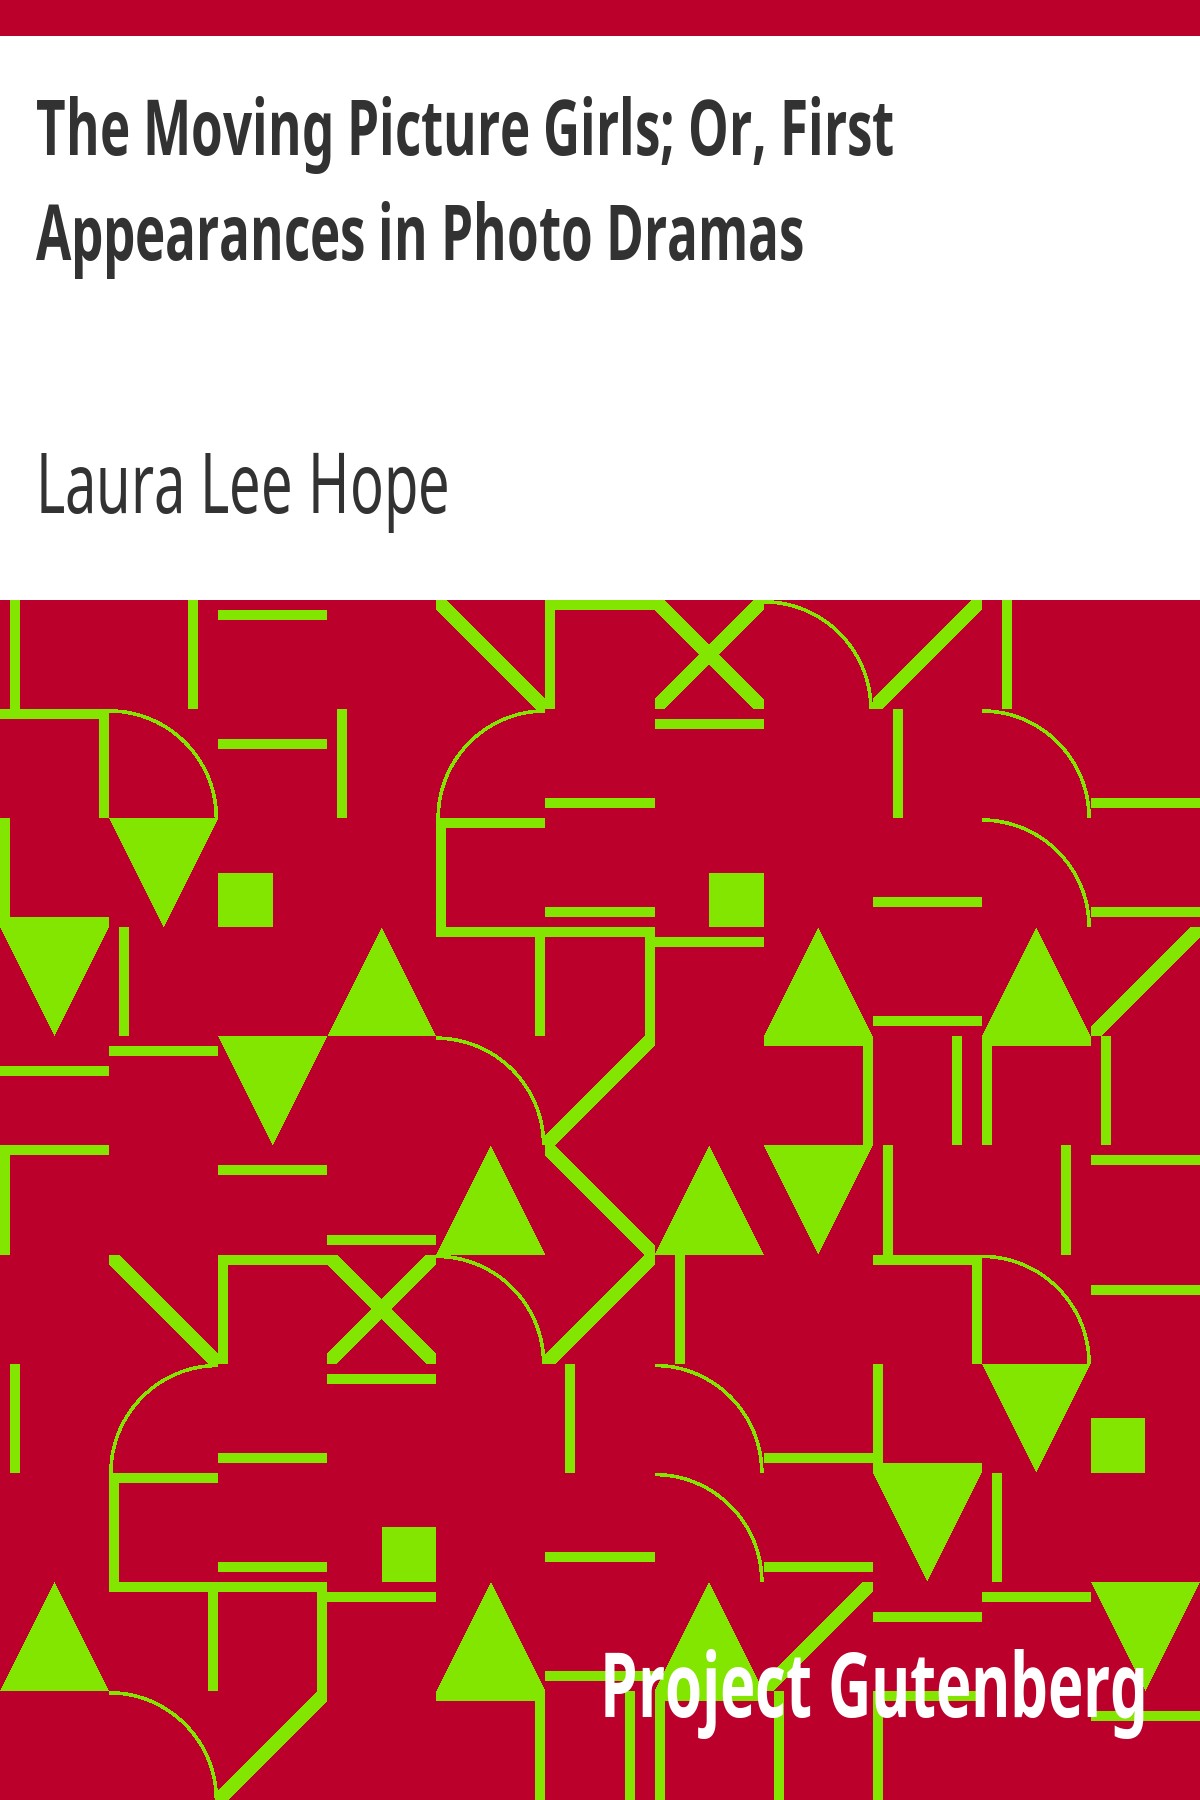 The Moving Picture Girls; Or, First
Appearances in Photo Dramas
Laura Lee Hope
Project Gutenberg